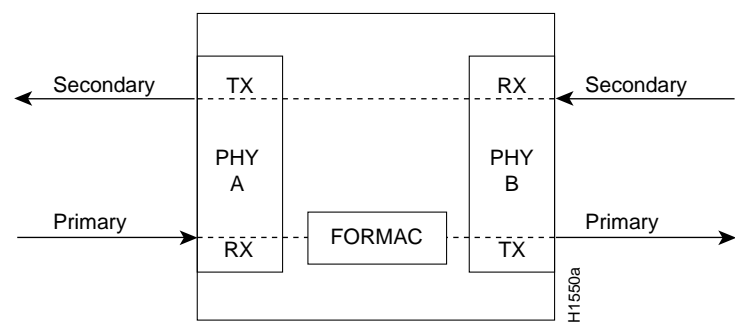 Secondary TX RX Secondary
PHY A PHY B
Primary FORMAC Primary
RX TX
H1550a